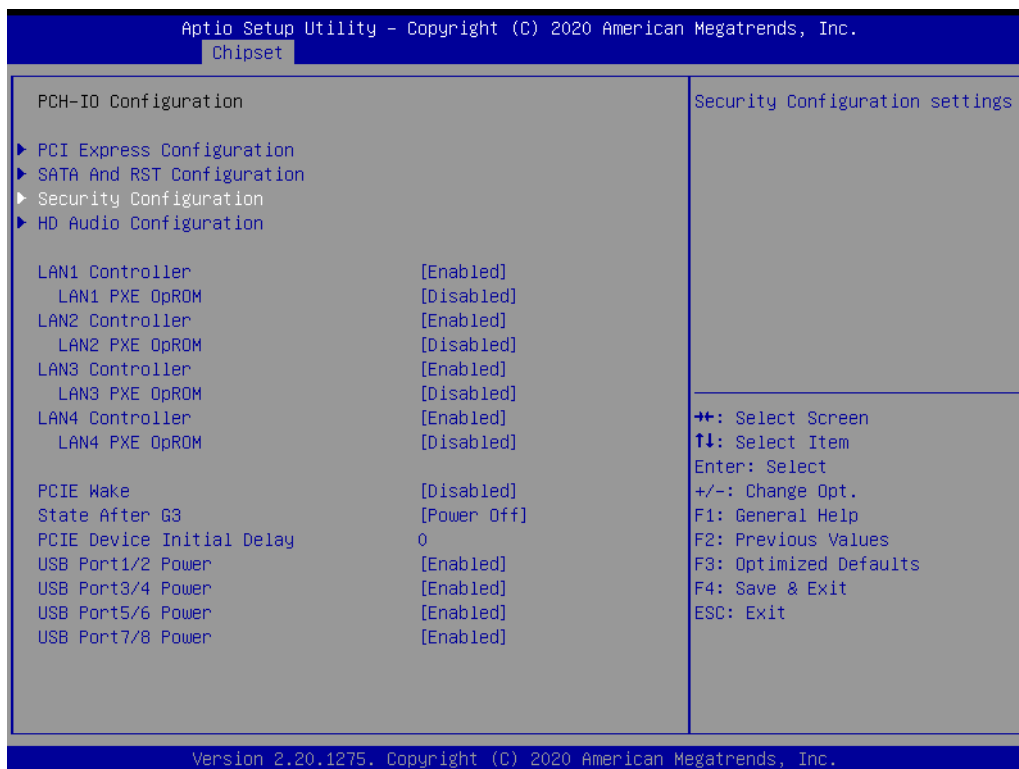 Aptio Setup Utility – Copyright (C) 2020 American Megatrends, Inc.
Chipset
PCH-IO Configuration
PCI Express Configuration
SATA And RST Configuration
Security Configuration
HD Audio Configuration
LAN1 Controller [Enabled]
LAN1 PXE OpROM [Disabled]
LAN2 Controller [Enabled]
LAN2 PXE OpROM [Disabled]
LAN3 Controller [Enabled]
LAN3 PXE OpROM [Disabled]
LAN4 Controller [Enabled]
LAN4 PXE OpROM [Disabled]
PCIE Wake [Disabled]
State After G3 [Power Off]
PCIE Device Initial Delay 0
USB Port1/2 Power [Enabled]
USB Port3/4 Power [Enabled]
USB Port5/6 Power [Enabled]
USB Port7/8 Power [Enabled]
Security Configuration settings
→←: Select Screen
↑↓: Select Item
Enter: Select
+/-: Change Opt.
F1: General Help
F2: Previous Values
F3: Optimized Defaults
F4: Save & Exit
ESC: Exit
Version 2.20.1275. Copyright (C) 2020 American Megatrends, Inc.